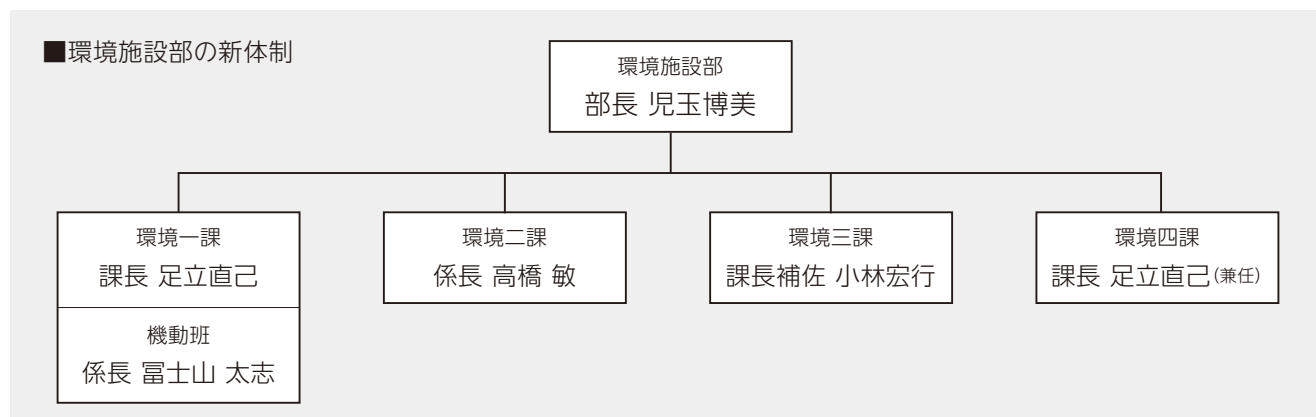 ■環境施設部の新体制
環境施設部
部長 児玉博美
環境一課
課長 足立直己
機動班
係長 冨士山 太志
環境二課
係長 高橋 敏
環境三課
課長補佐 小林宏行
環境四課
課長 足立直己(兼任)